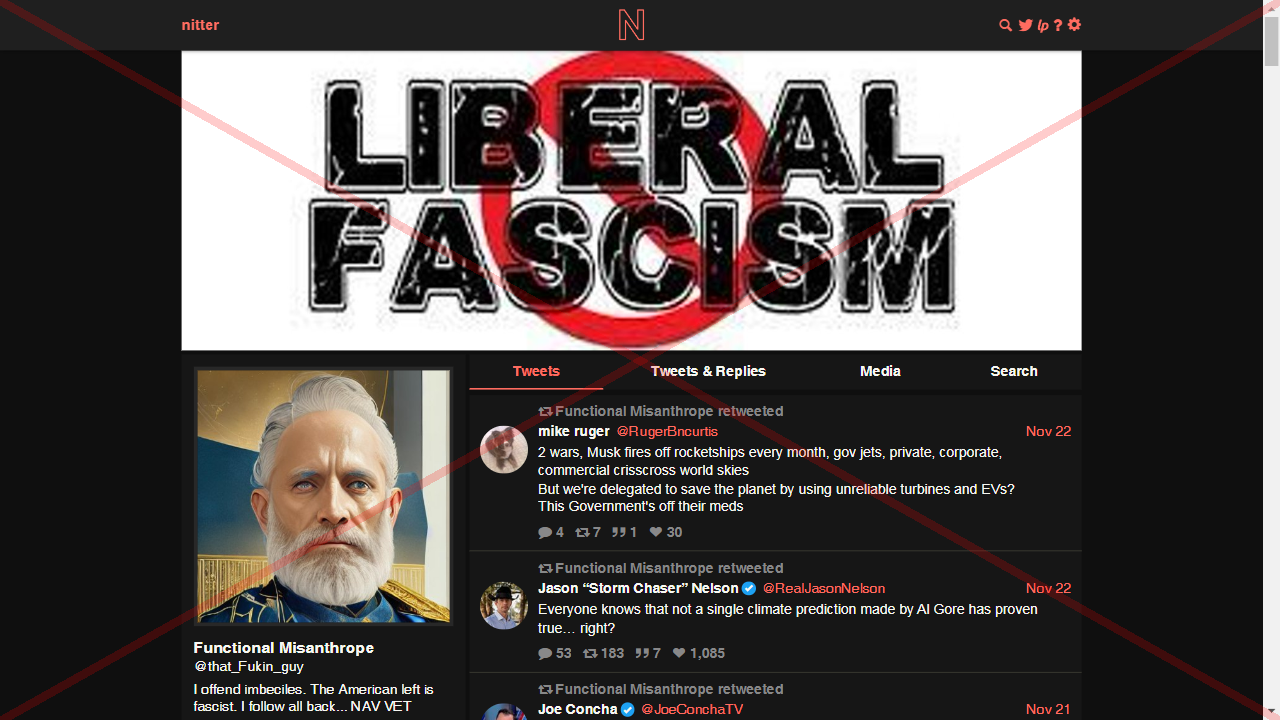 nitter
N
lp ?
LIBERAL
FASCISM
Tweets
Tweets & Replies
Media
Search
Functional Misanthrope retweeted
mike ruger @RugerBncurtis Nov 22
2 wars, Musk fires off rocketships every month, gov jets, private, corporate,
commercial crisscross world skies
But we're delegated to save the planet by using unreliable turbines and EVs?
This Government's off their meds
4 7 1 30
Functional Misanthrope retweeted
Jason “Storm Chaser” Nelson @RealJasonNelson Nov 22
Everyone knows that not a single climate prediction made by Al Gore has proven
true… right?
53 183 7 1,085
Functional Misanthrope retweeted
Joe Concha @JoeConchaTV Nov 21
Functional Misanthrope
@that_Fukin_guy
I offend imbeciles. The American left is
fascist. I follow all back... NAV VET